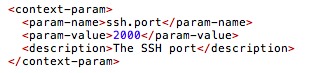 <context-param>
<param-name>ssh.port</param-name>
<param-value>2000</param-value>
<description>The SSH port</description>
</context-param>